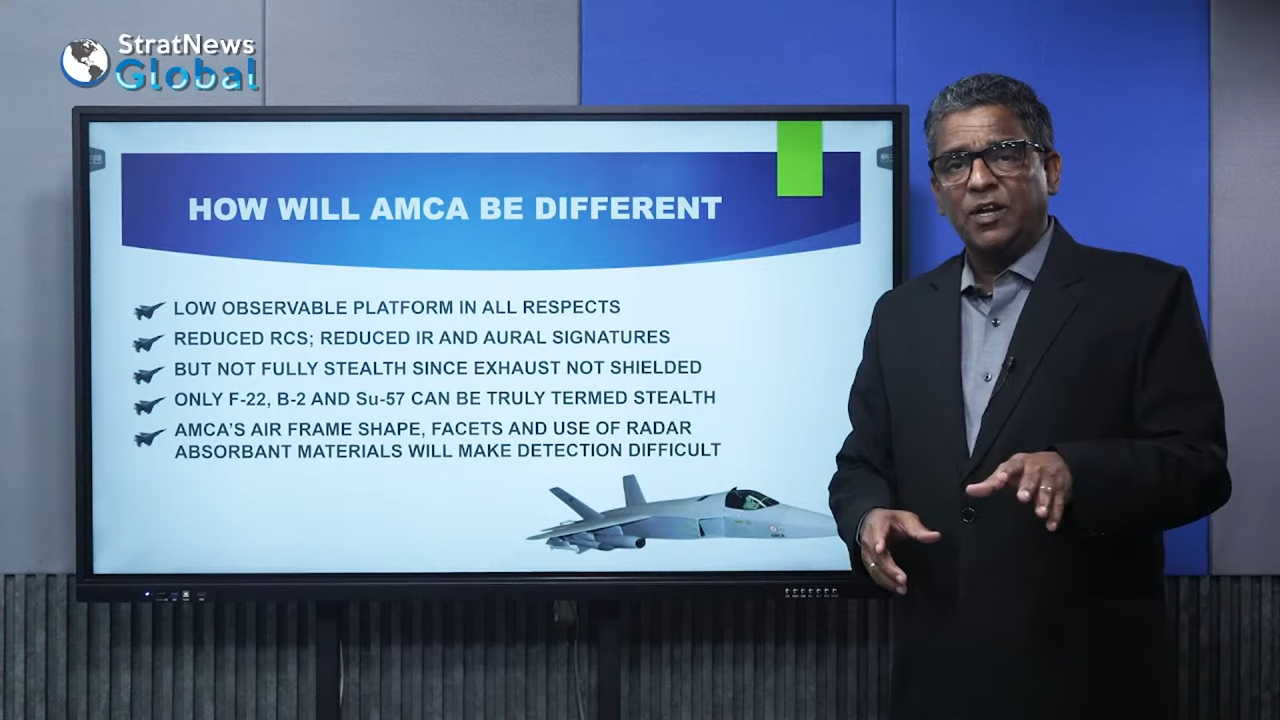 StratNews
Global
HOW WILL AMCA BE DIFFERENT
LOW OBSERVABLE PLATFORM IN ALL RESPECTS
REDUCED RCS; REDUCED IR AND AURAL SIGNATURES
BUT NOT FULLY STEALTH SINCE EXHAUST NOT SHIELDED
ONLY F-22, B-2 AND Su-57 CAN BE TRULY TERMED STEALTH
AMCA'S AIR FRAME SHAPE, FACETS AND USE OF RADAR
ABSORBANT MATERIALS WILL MAKE DETECTION DIFFICULT
AMCA